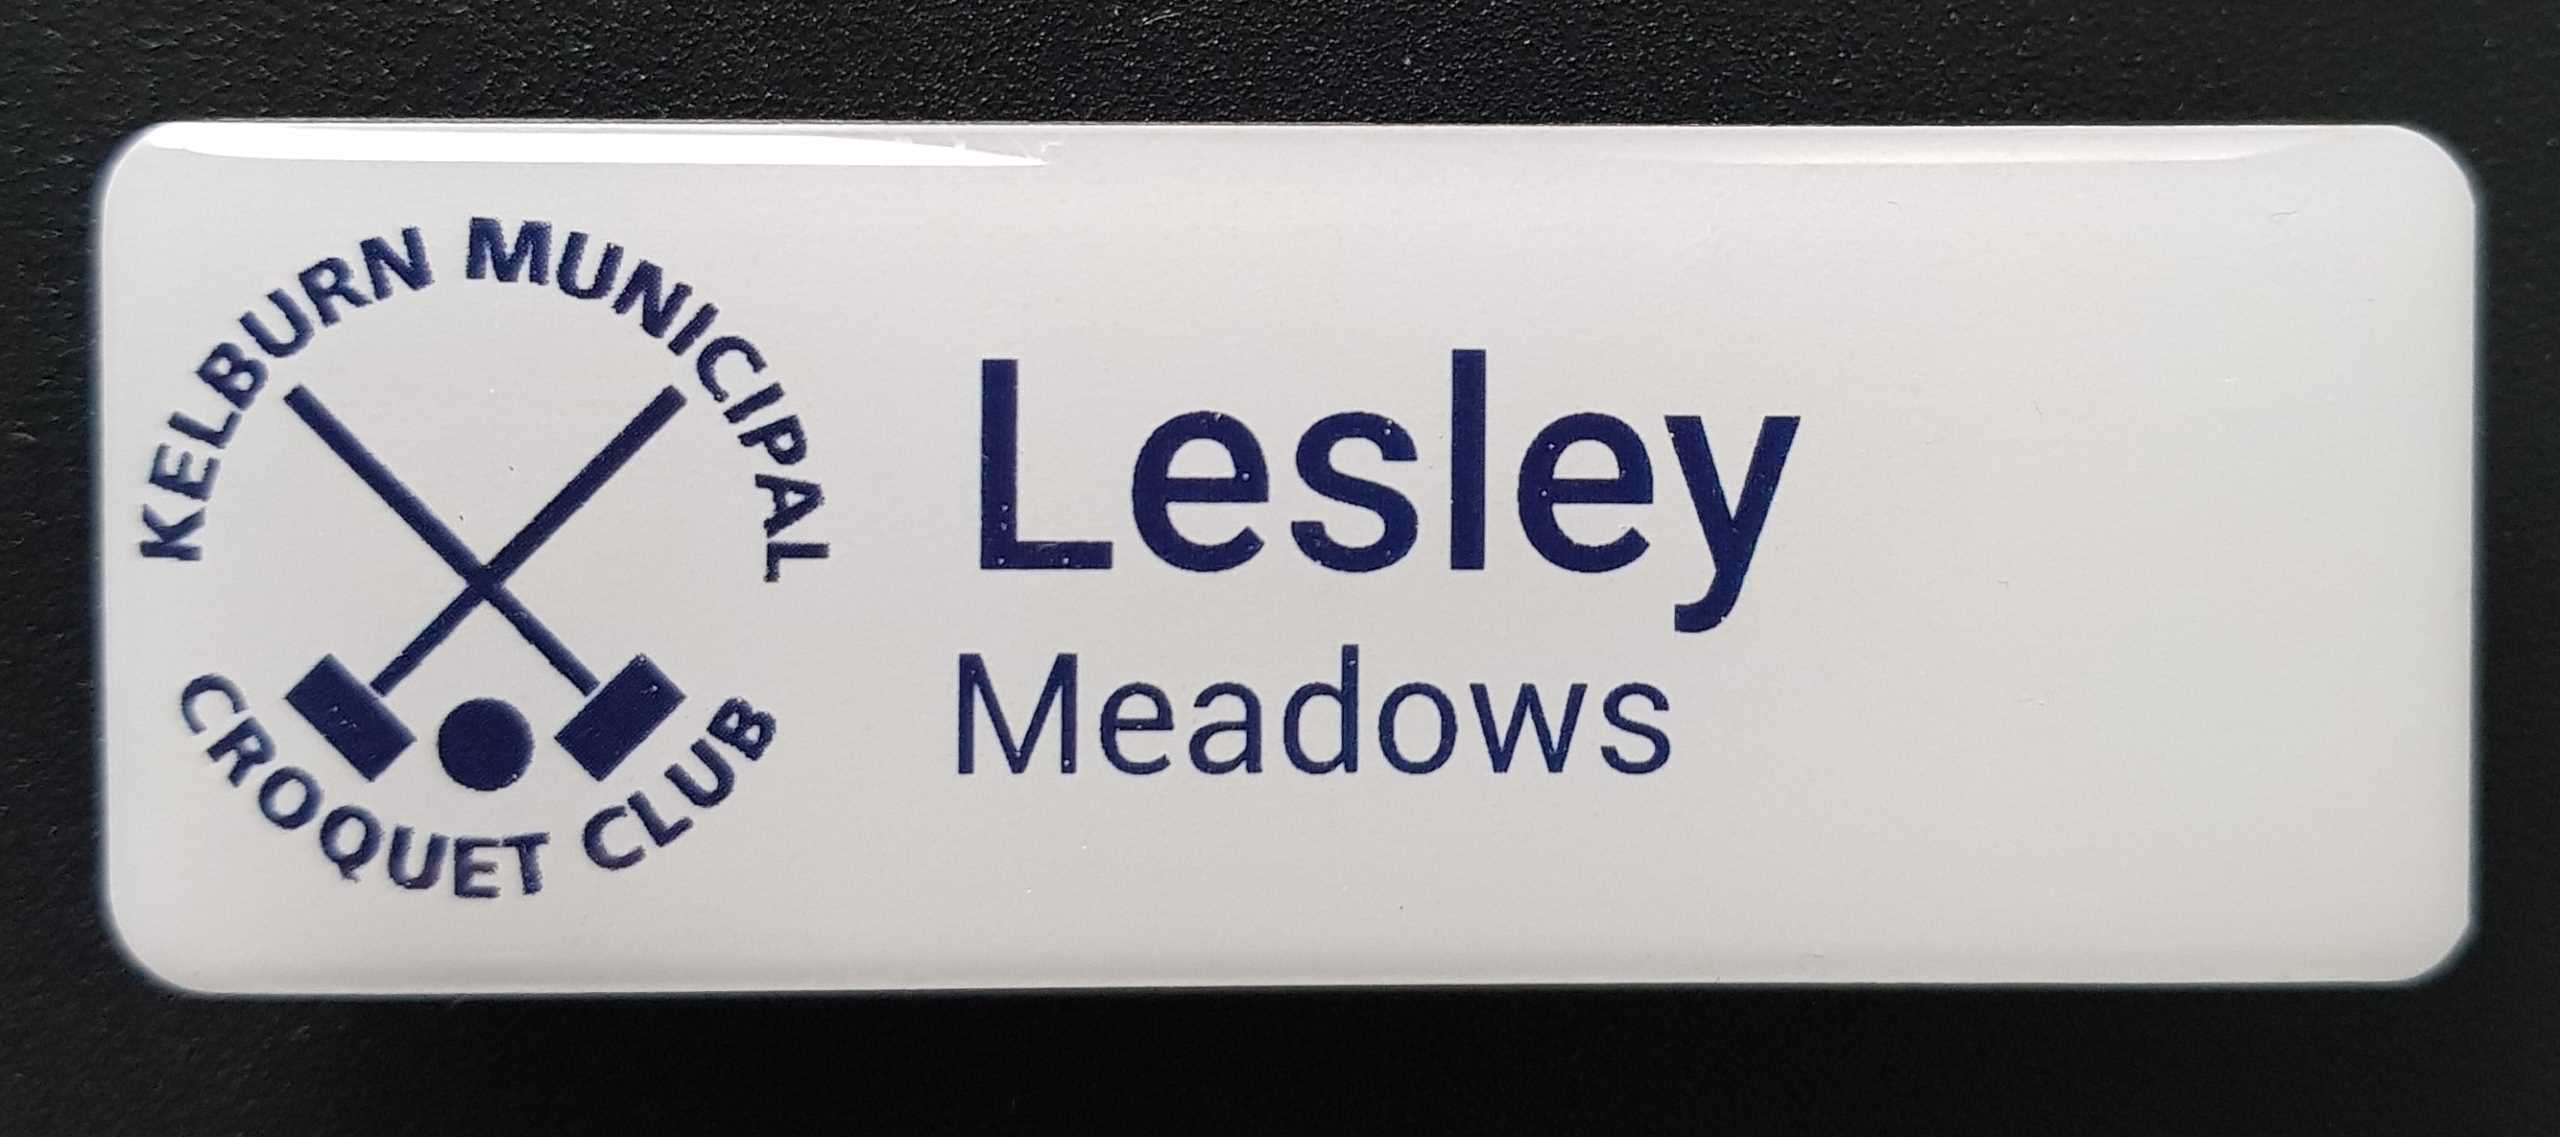 KELBURN MUNICIPAL
CROQUET CLUB
Lesley
Meadows